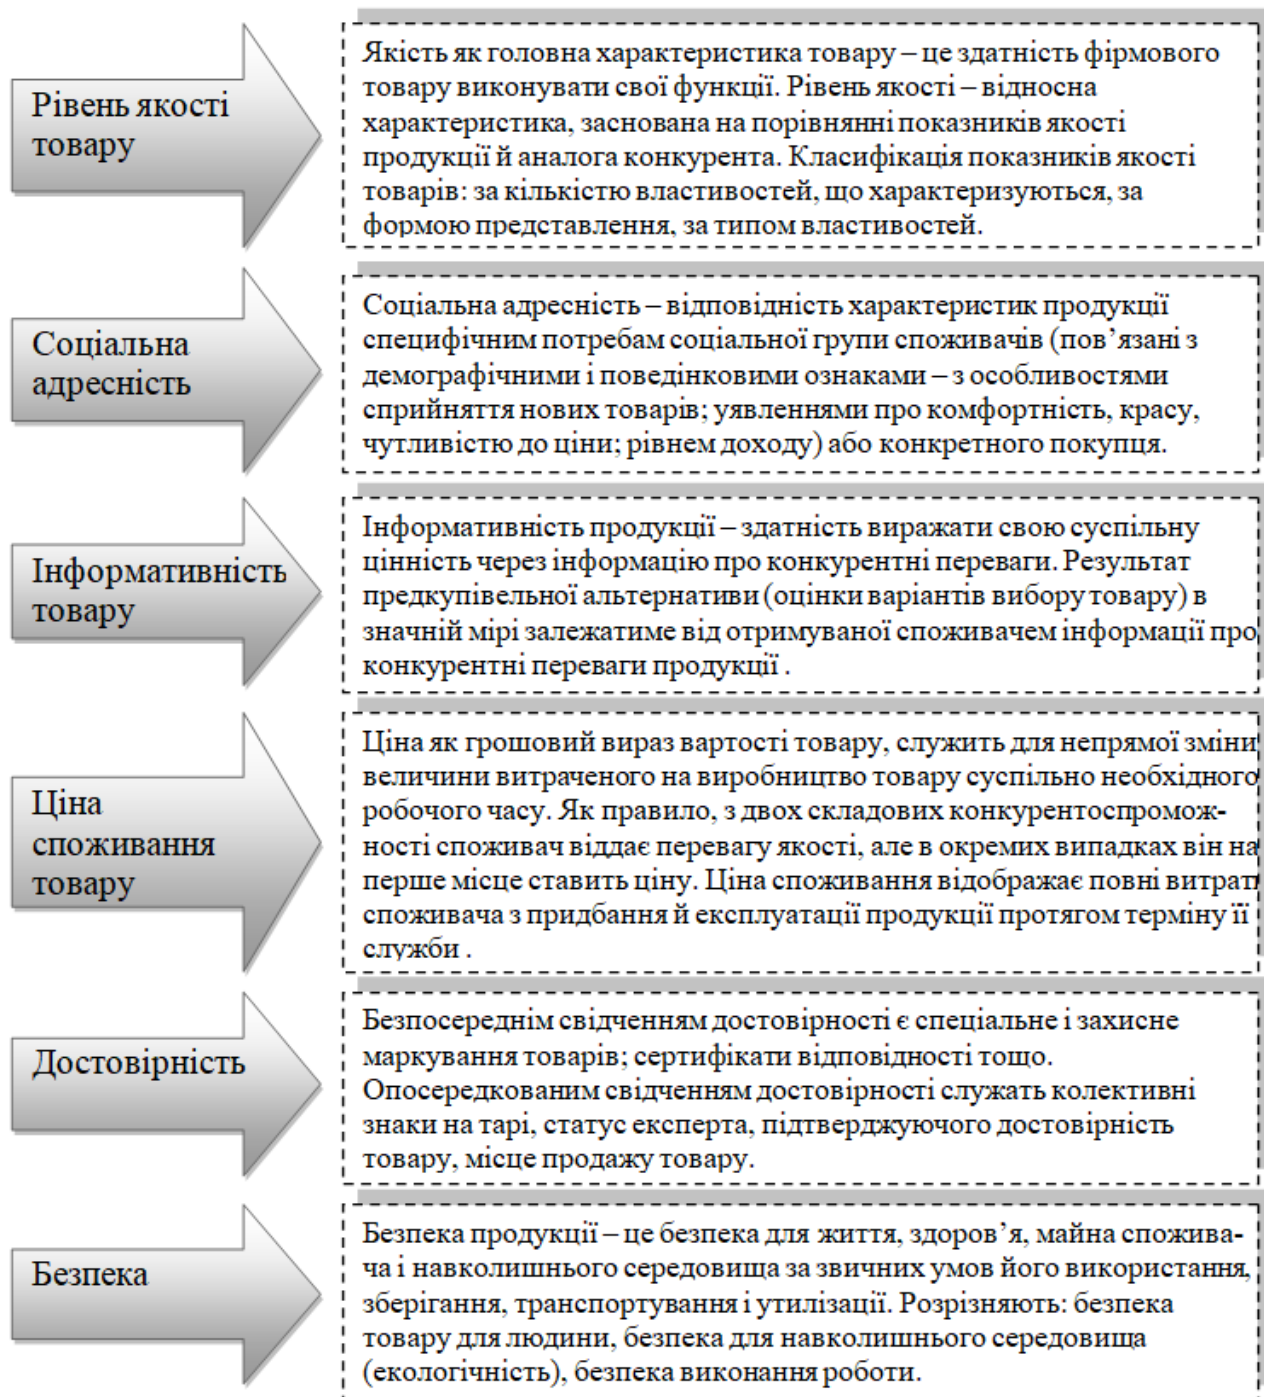 Рівень якості
товару
Якість як головна характеристика товару – це здатність фірмового
товару виконувати свої функції. Рівень якості – відносна
характеристика, заснована на порівнянні показників якості
продукції й аналога конкурента. Класифікація показників якості
товарів: за кількістю властивостей, що характеризуються, за
формою представлення, за типом властивостей.
Соціальна
адресність
Соціальна адресність – відповідність характеристик продукції
специфічним потребам соціальної групи споживачів (пов’язані з
демографічними і поведінковими ознаками – з особливостями
сприйняття нових товарів; уявленнями про комфортність, красу,
чутливістю до ціни; рівнем доходу) або конкретного покупця.
Інформативність
товару
Інформативність продукції – здатність виражати свою суспільну
цінність через інформацію про конкурентні переваги. Результат
предкупівельної альтернативи (оцінки варіантів вибору товару) в
значній мірі залежатиме від отримуваної споживачем інформації про
конкурентні переваги продукції .
Ціна
споживання
товару
Ціна як грошовий вираз вартості товару, служить для непрямої зміни
величини витраченого на виробництво товару суспільно необхідного
робочого часу. Як правило, з двох складових конкурентоспромож-
ності споживач віддає перевагу якості, але в окремих випадках він на
перше місце ставить ціну. Ціна споживання відображає повні витрати
споживача з придбання й експлуатації продукції протягом терміну її
служби .
Достовірність
Безпосереднім свідченням достовірності є спеціальне і захисне
маркування товарів; сертифікати відповідності тощо.
Опосередкованим свідченням достовірності служать колективні
знаки на тарі, статус експерта, підтверджуючого достовірність
товару, місце продажу товару.
Безпека
Безпека продукції – це безпека для життя, здоров’я, майна спожива-
ча і навколишнього середовища за звичних умов його використання,
зберігання, транспортування і утилізації. Розрізняють: безпека
товару для людини, безпека для навколишнього середовища
(екологічність), безпека виконання роботи.